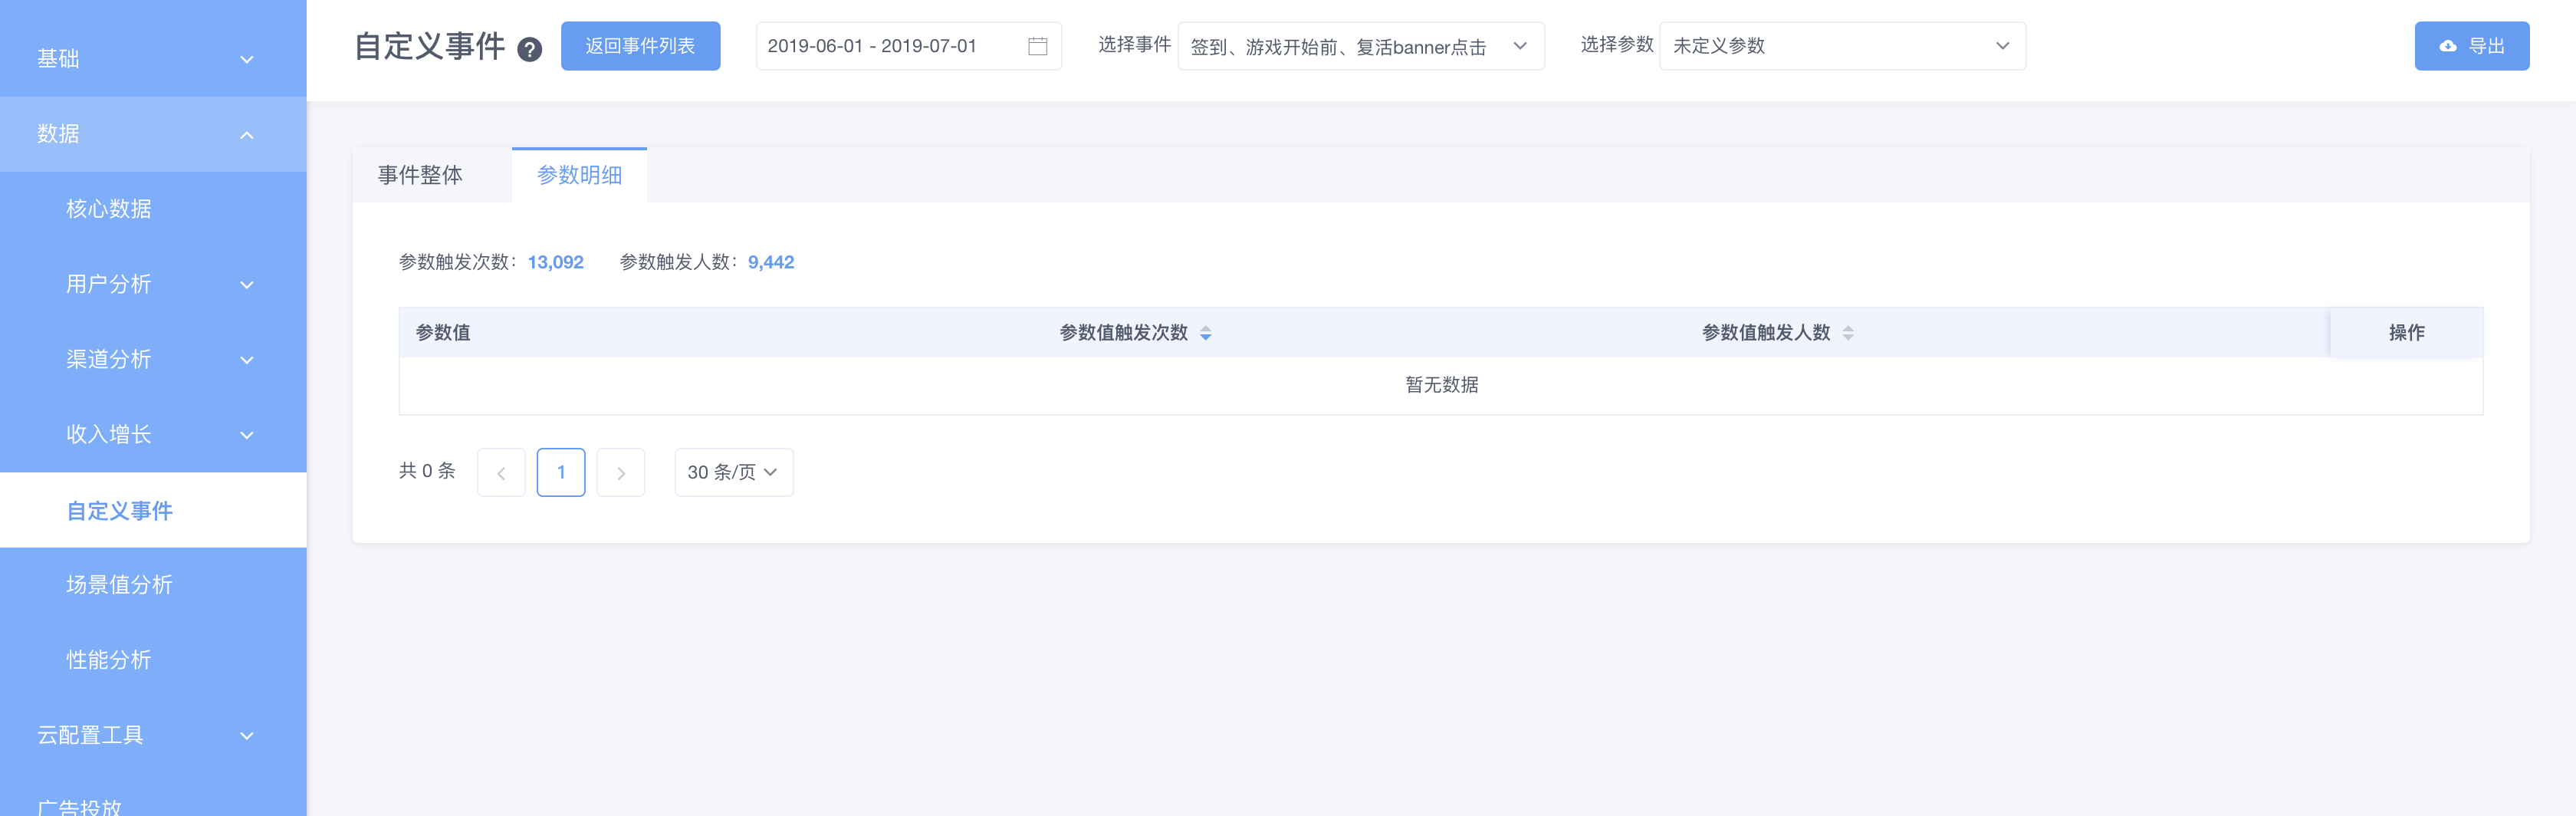 基础
数据
核心数据
用户分析
渠道分析
收入增长
自定义事件
场景值分析
性能分析
云配置工具
广告投放
自定义事件 ?
返回事件列表
2019-06-01 - 2019-07-01
选择事件 签到、游戏开始前、复活banner点击
选择参数 未定义参数
导出
事件整体 参数明细
参数触发次数：13,092 参数触发人数：9,442
参数值 参数值触发次数 参数值触发人数 操作
暂无数据
共 0 条 1 30 条/页